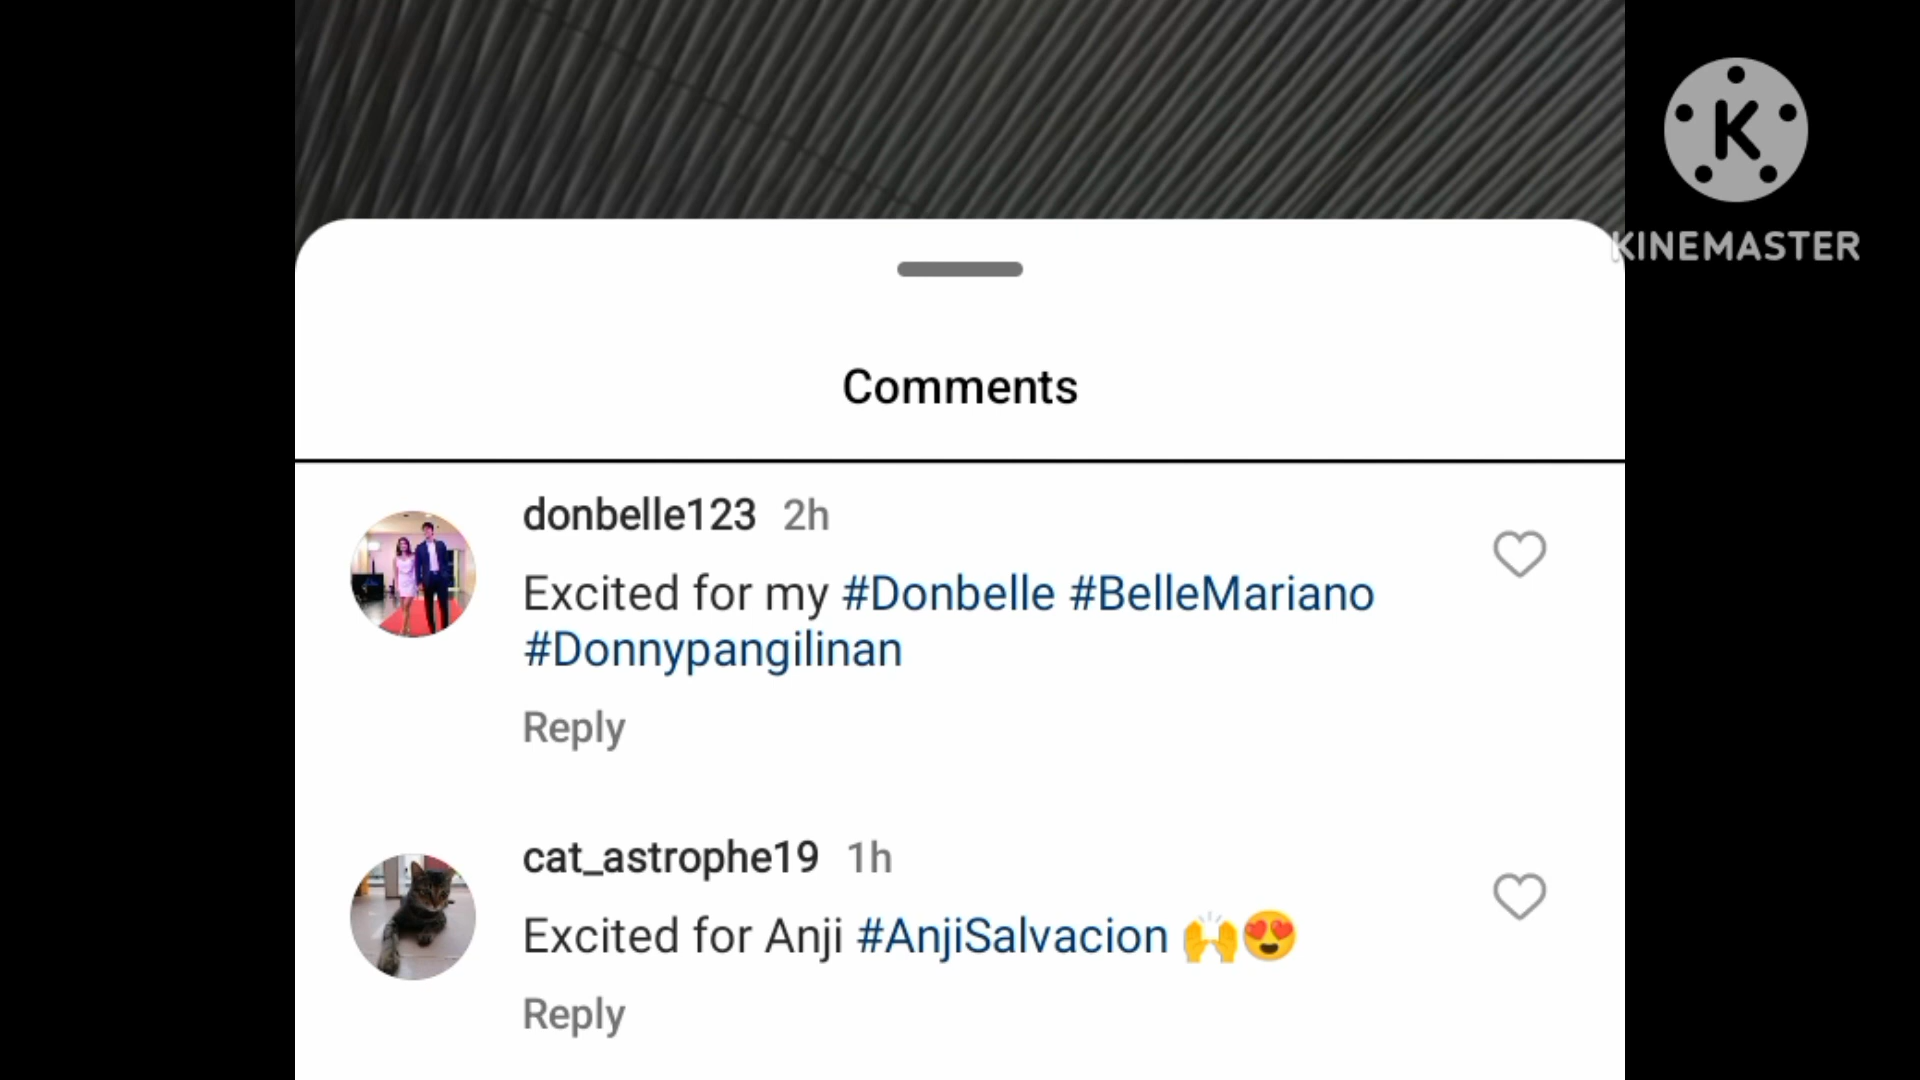 K
KINEMASTER
Comments
donbelle123 2h
Excited for my #Donbelle #BelleMariano
#Donnypangilinan
Reply
cat_astrophe19 1h
Excited for Anji #AnjiSalvacion 🙌😍
Reply